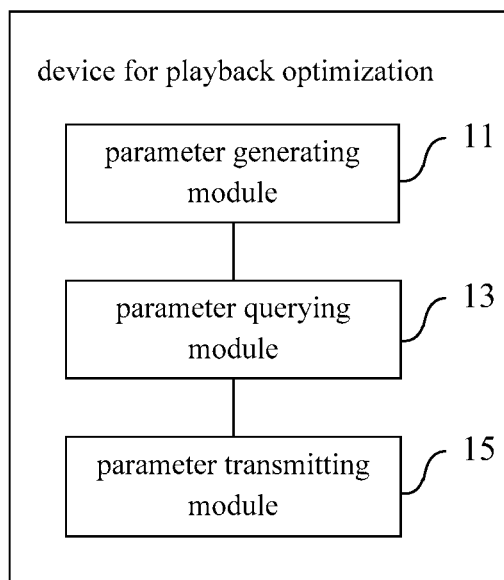 device for playback optimization
parameter generating
module
11
parameter querying
module
13
parameter transmitting
module
15